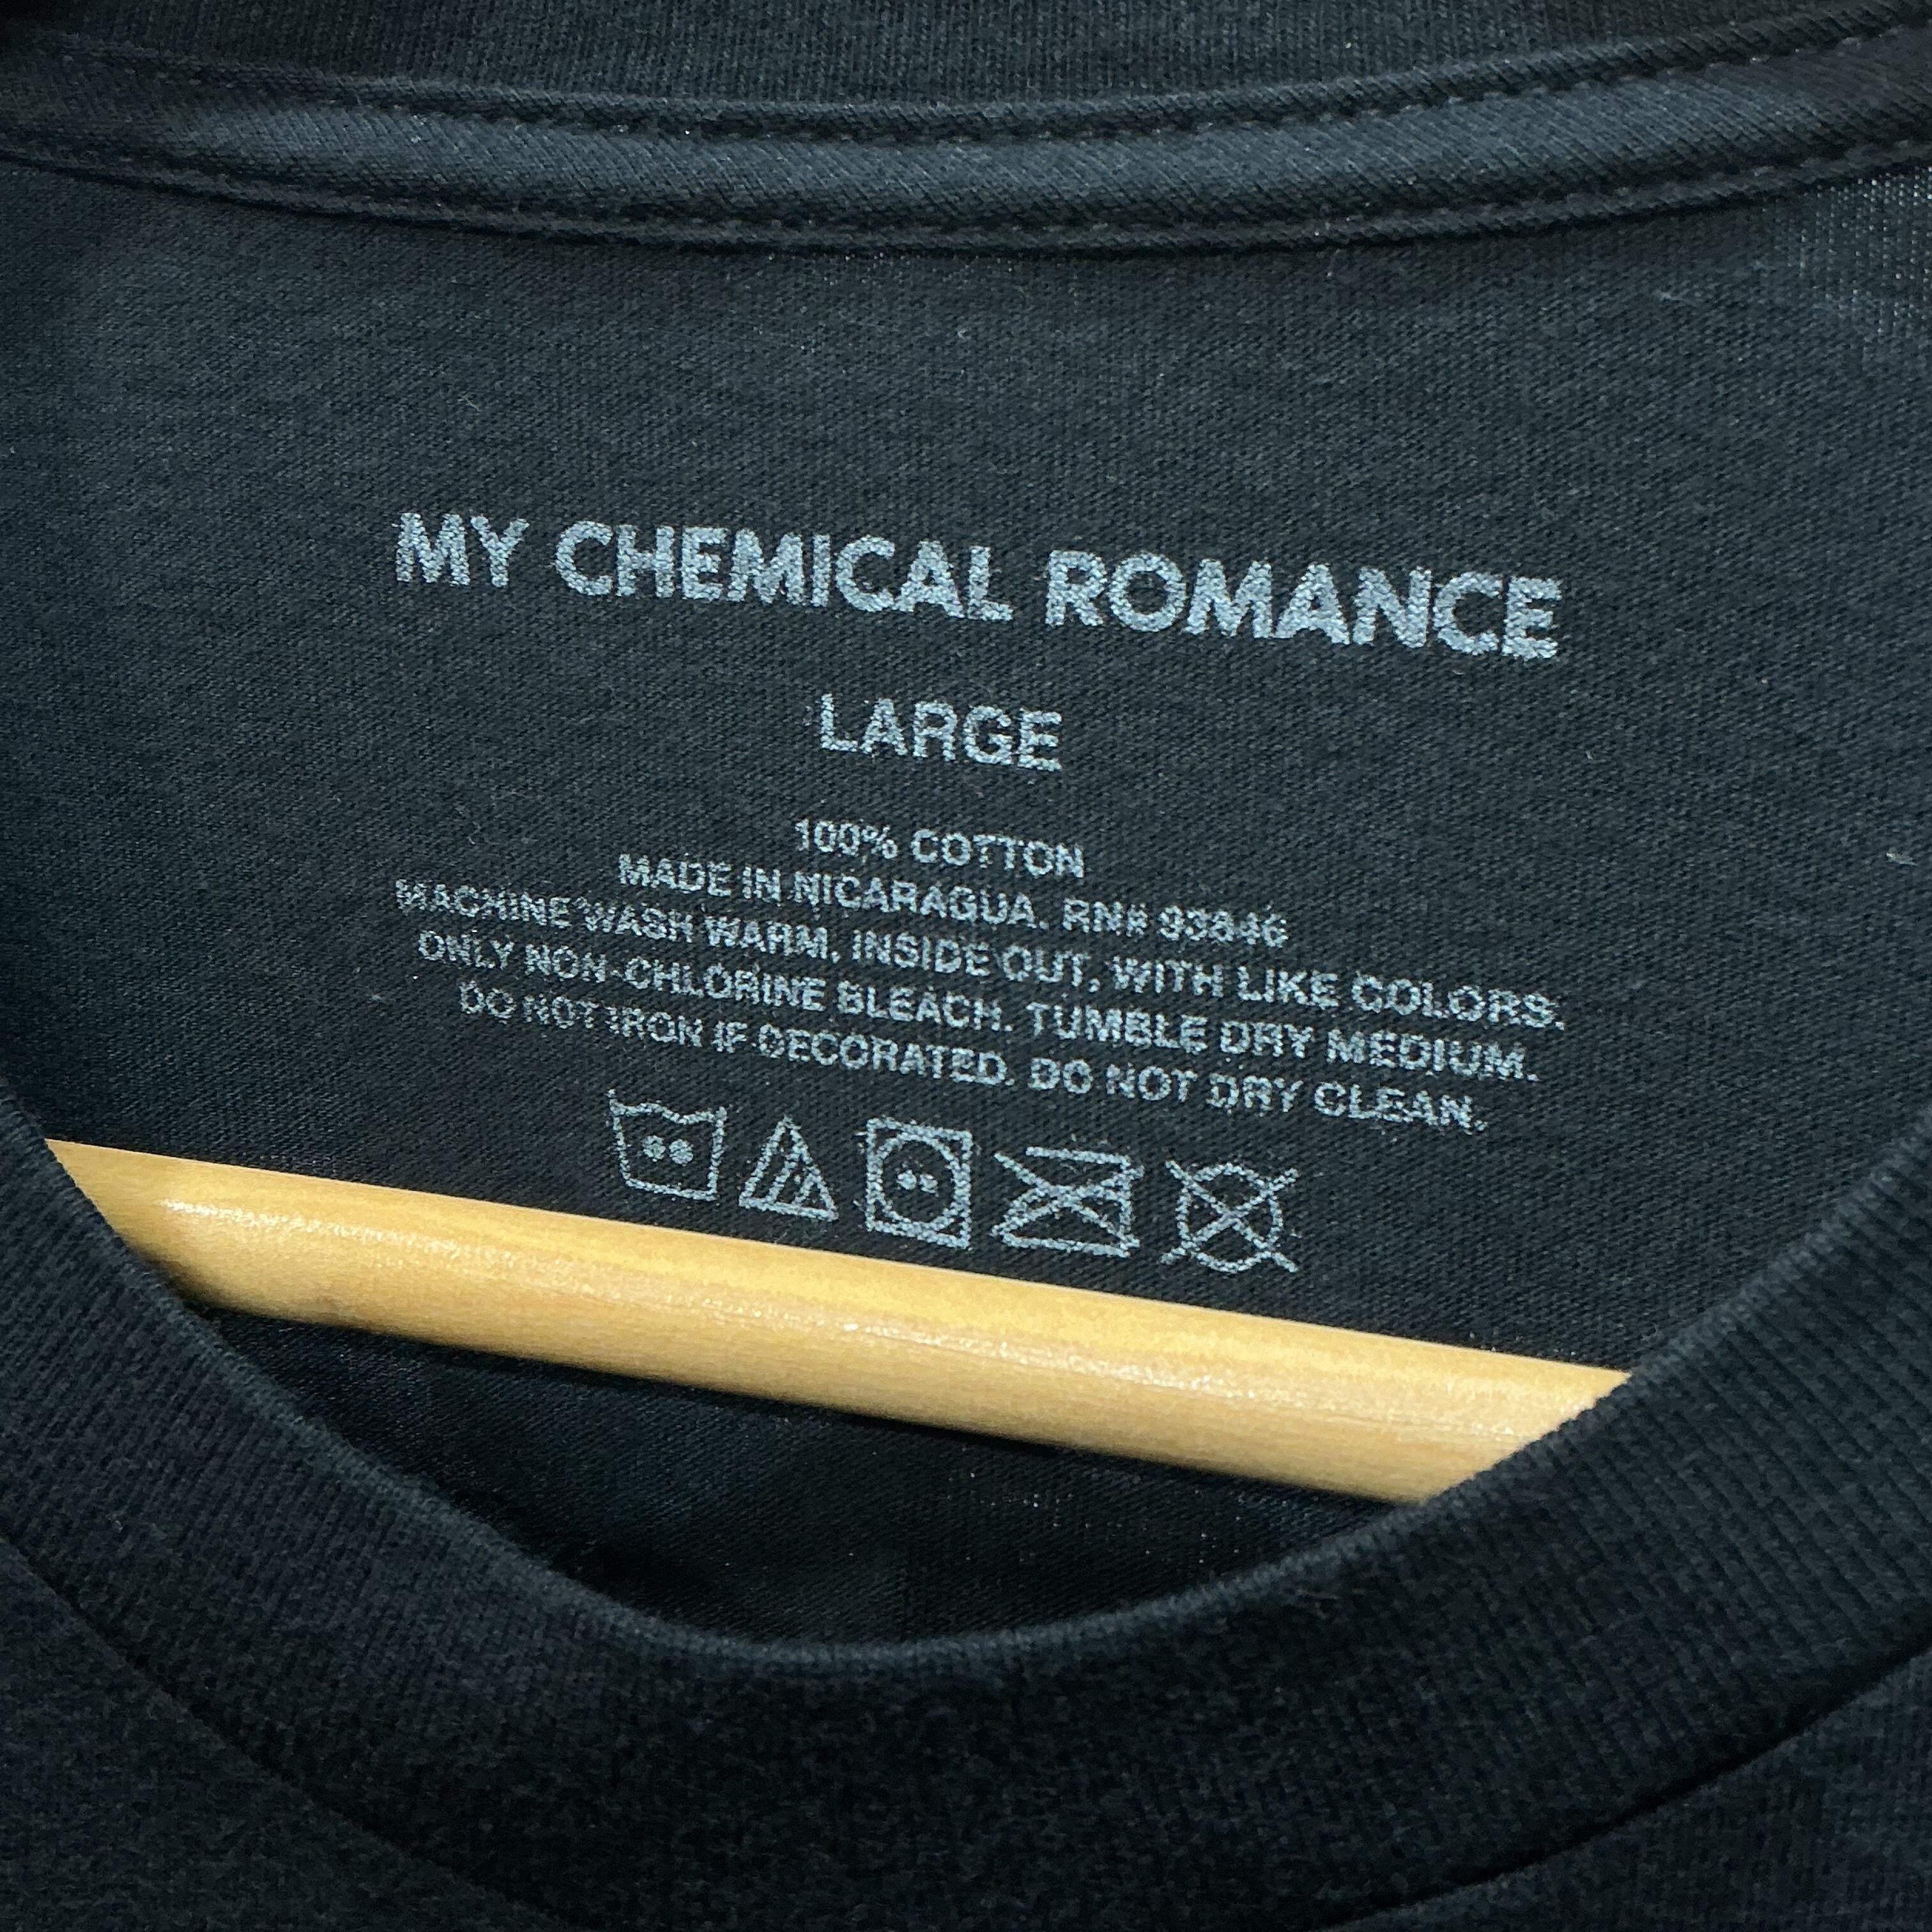 MY CHEMICAL ROMANCE
LARGE
100% COTTON
MADE IN NICARAGUA. RN# 93846
MACHINE WASH WARM, INSIDE OUT, WITH LIKE COLORS.
ONLY NON-CHLORINE BLEACH. TUMBLE DRY MEDIUM.
DO NOT IRON IF DECORATED. DO NOT DRY CLEAN.